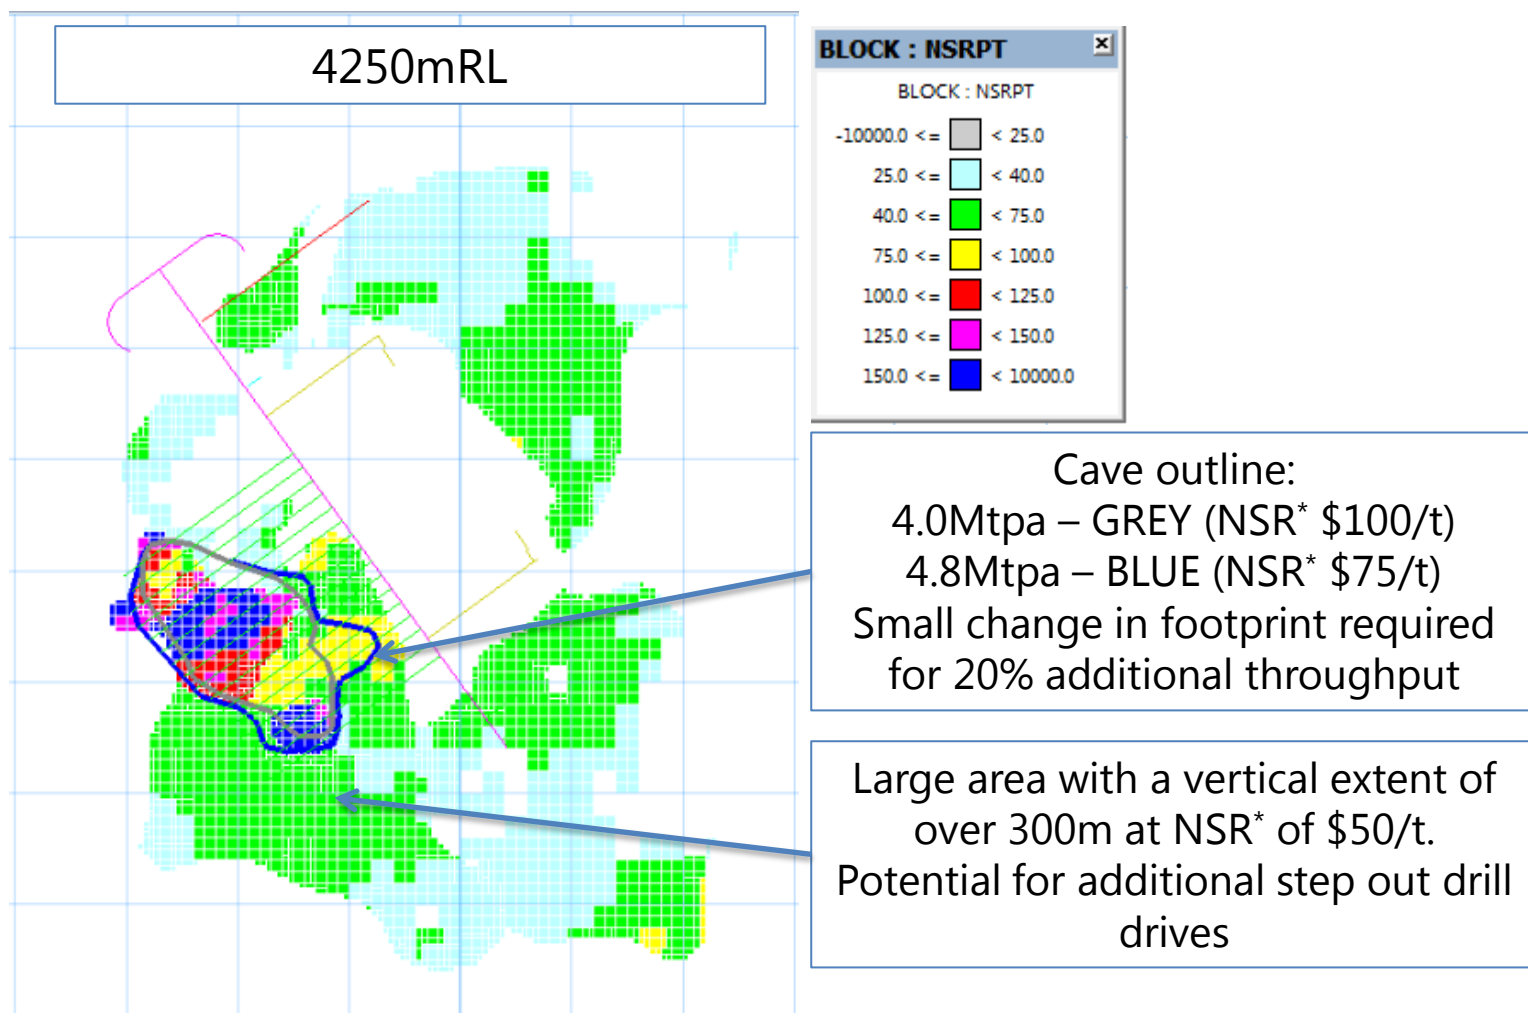 4250mRL
BLOCK : NSRPT
BLOCK : NSRPT
-10000.0 <= < 25.0
25.0 <= < 40.0
40.0 <= < 75.0
75.0 <= < 100.0
100.0 <= < 125.0
125.0 <= < 150.0
150.0 <= < 10000.0
Cave outline:
4.0Mtpa – GREY (NSR* $100/t)
4.8Mtpa – BLUE (NSR* $75/t)
Small change in footprint required
for 20% additional throughput
Large area with a vertical extent of
over 300m at NSR* of $50/t.
Potential for additional step out drill
drives